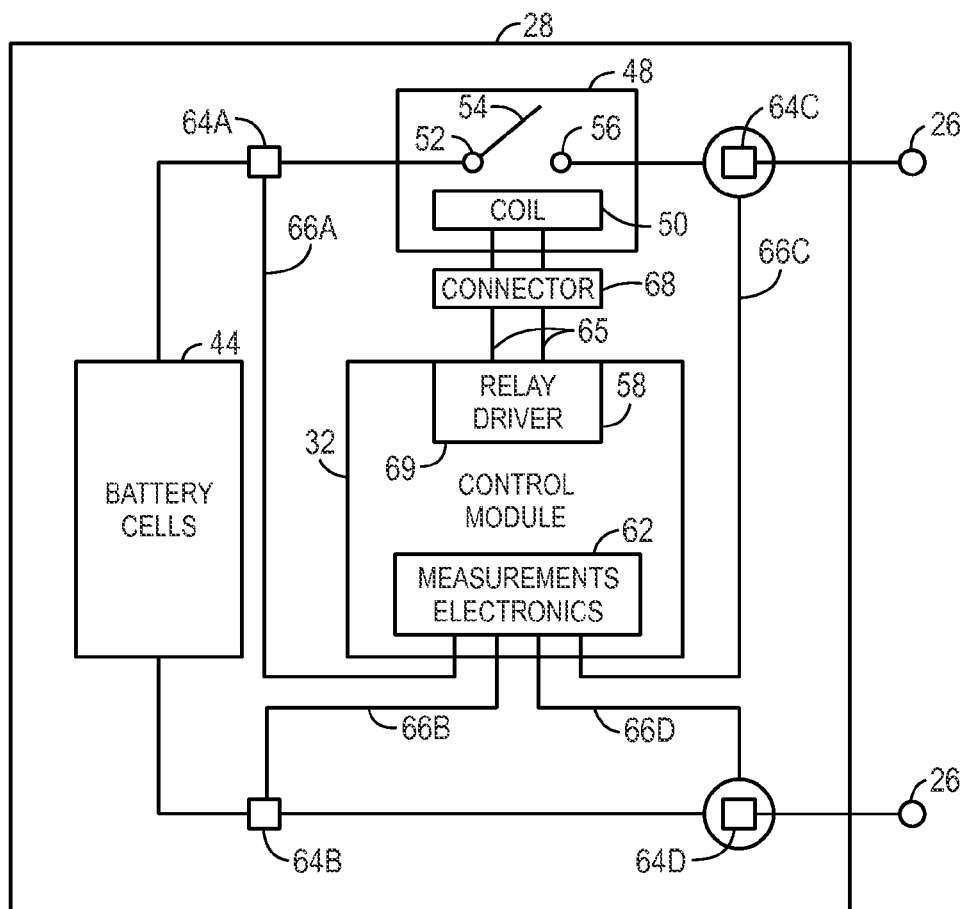 28
48
54
64A
52
56
64C
26
COIL
50
66A
66C
CONNECTOR
68
65
44
RELAY
DRIVER
58
32
69
BATTERY
CELLS
CONTROL
MODULE
62
MEASUREMENTS
ELECTRONICS
66B
66D
26
64B
64D